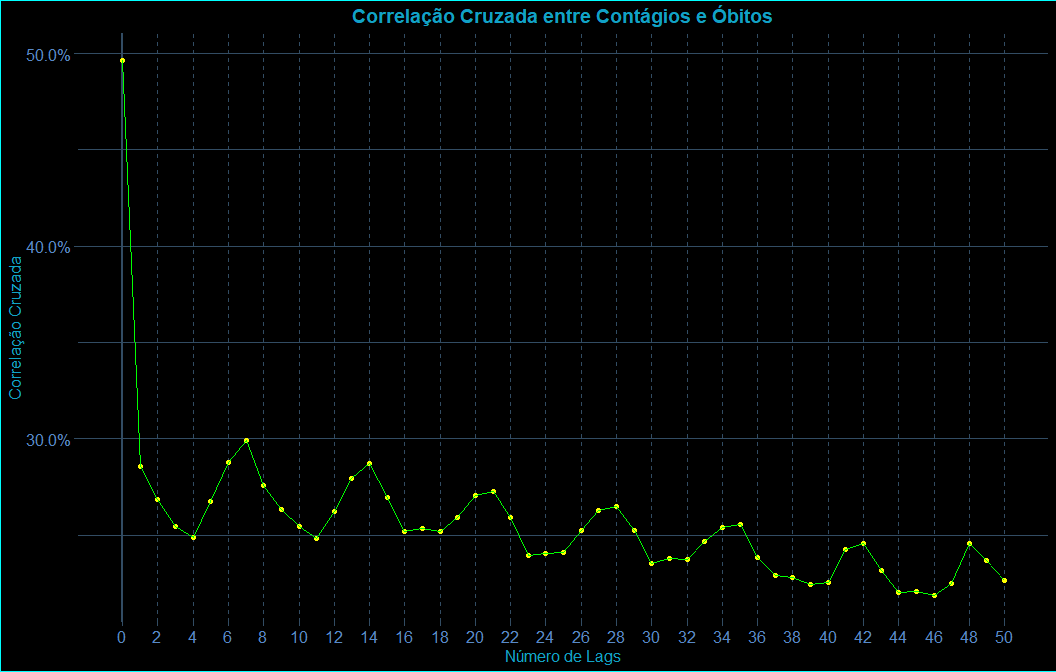 Correlação Cruzada entre Contágios e Óbitos
50.0%
40.0%
30.0%
Correlação Cruzada
0 2 4 6 8 10 12 14 16 18 20 22 24 26 28 30 32 34 36 38 40 42 44 46 48 50
Número de Lags